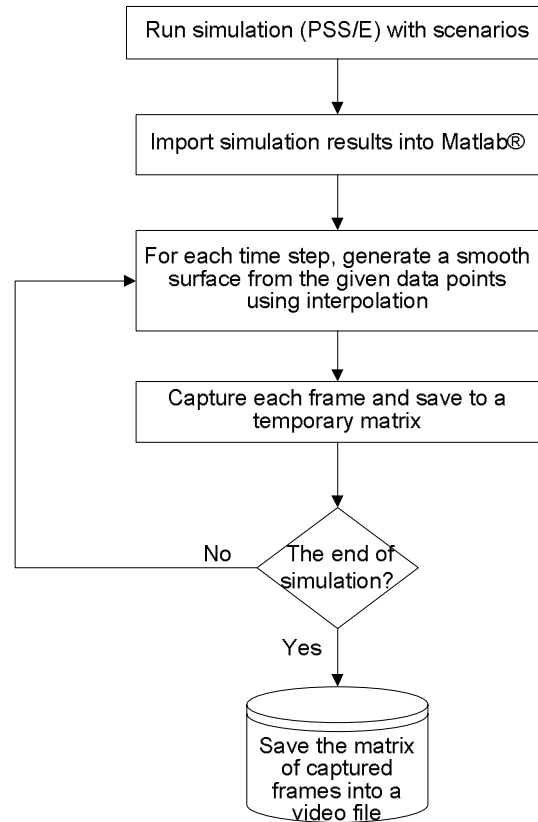 Run simulation (PSS/E) with scenarios
Import simulation results into Matlab®
For each time step, generate a smooth
surface from the given data points
using interpolation
Capture each frame and save to a
temporary matrix
No
The end of
simulation?
Yes
Save the matrix
of captured
frames into a
video file